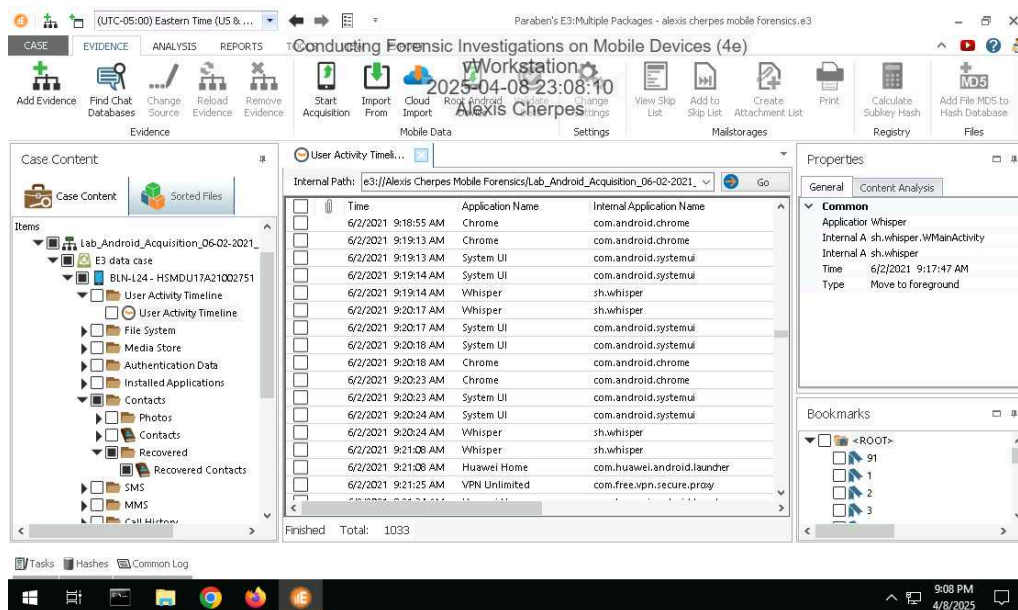 (UTC-05:00) Eastern Time (US & ...
Paraben's E3:Multiple Packages - alexis cherpes mobile forensics.e3
CASE EVIDENCE ANALYSIS REPORTS
Conducting Forensic Investigations on Mobile Devices (4e)
vWorkstation
2025-04-08 23:08:10
Alexis Cherpes
Add Evidence
Find Chat Databases
Change Source
Reload Evidence
Remove Evidence
Start Acquisition
Import From
Cloud Import
View Skip List
Add to Skip List
Create Attachment List
Print
Calculate Subkey Hash
Add File MD5 to Hash Database
MD5
Evidence Mobile Data Settings Mailstorages Registry Files
Case Content
Case Content Sorted Files
Items
Lab_Android_Acquisition_06-02-2021_
E3 data case
BLN-L24 - HSMDU17A21002751
User Activity Timeline
User Activity Timeline
File System
Media Store
Authentication Data
Installed Applications
Contacts
Photos
Contacts
Recovered
Recovered Contacts
SMS
MMS
Call History
User Activity Timeli...
Internal Path: e3://Alexis Cherpes Mobile Forensics/Lab_Android_Acquisition_06-02-2021_ Go
Time Application Name Internal Application Name
6/2/2021 9:18:55 AM Chrome com.android.chrome
6/2/2021 9:19:13 AM Chrome com.android.chrome
6/2/2021 9:19:13 AM System UI com.android.systemui
6/2/2021 9:19:14 AM System UI com.android.systemui
6/2/2021 9:19:14 AM Whisper sh.whisper
6/2/2021 9:20:17 AM Whisper sh.whisper
6/2/2021 9:20:17 AM System UI com.android.systemui
6/2/2021 9:20:18 AM System UI com.android.systemui
6/2/2021 9:20:18 AM Chrome com.android.chrome
6/2/2021 9:20:23 AM Chrome com.android.chrome
6/2/2021 9:20:23 AM System UI com.android.systemui
6/2/2021 9:20:24 AM System UI com.android.systemui
6/2/2021 9:20:24 AM Whisper sh.whisper
6/2/2021 9:21:08 AM Whisper sh.whisper
6/2/2021 9:21:08 AM Huawei Home com.huawei.android.launcher
6/2/2021 9:21:25 AM VPN Unlimited com.free.vpn.secure.proxy
Finished Total: 1033
Properties
General Content Analysis
Common
Application Whisper
Internal A sh.whisper.WMainActivity
Internal A sh.whisper
Time 6/2/2021 9:17:47 AM
Type Move to foreground
Bookmarks
<ROOT>
91
1
2
3
Tasks Hashes Common Log
9:08 PM
4/8/2025